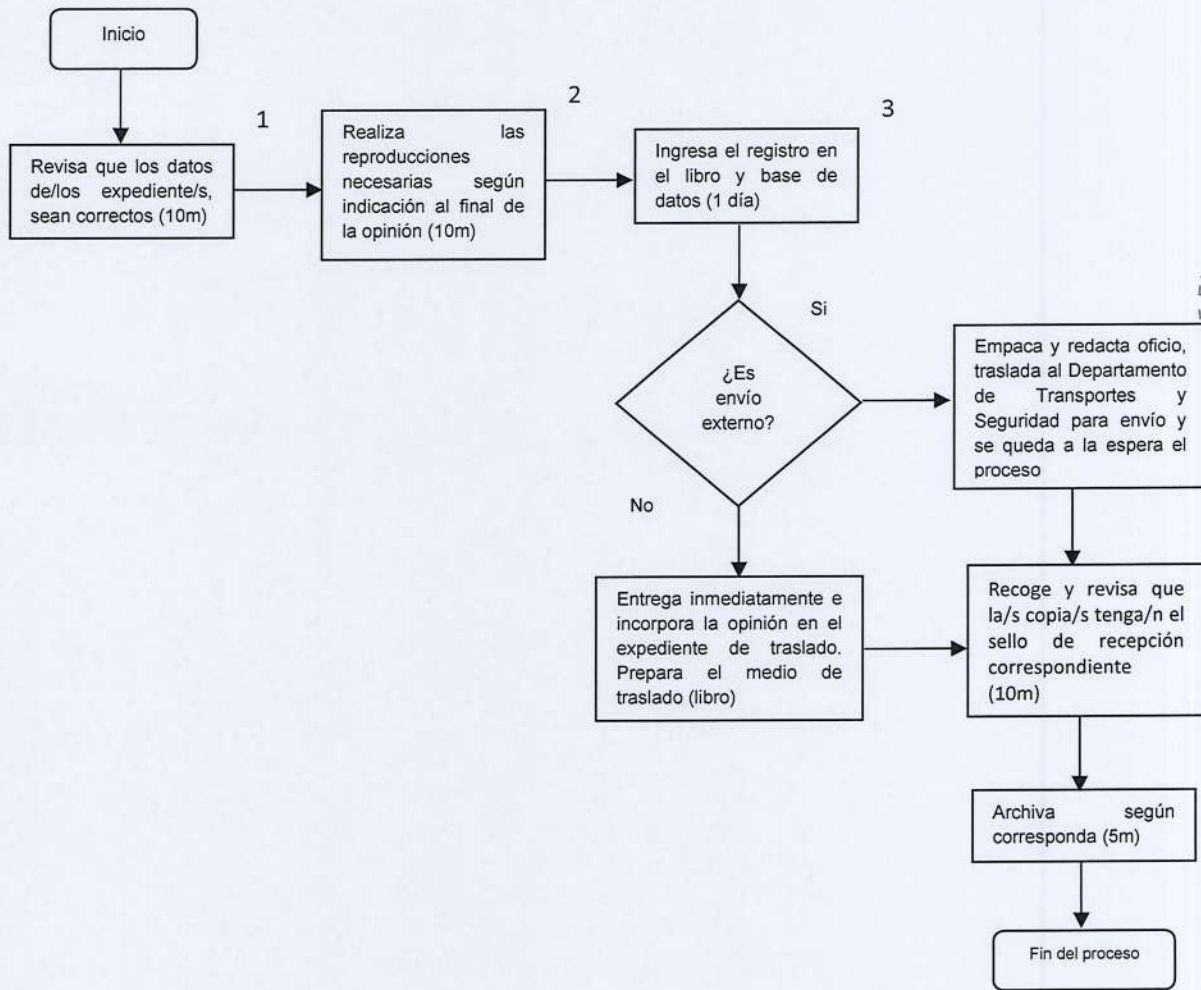 Inicio
1
Revisa que los datos
de/los expediente/s,
sean correctos (10m)
2
Realiza las
reproducciones
necesarias según
indicación al final de
la opinión (10m)
3
Ingresa el registro en
el libro y base de
datos (1 día)
¿Es
envío
externo?
Si
Empaca y redacta oficio,
traslada al Departamento
de Transportes y
Seguridad para envío y
se queda a la espera el
proceso
No
Entrega inmediatamente e
incorpora la opinión en el
expediente de traslado.
Prepara el medio de
traslado (libro)
Recoge y revisa que
la/s copia/s tenga/n el
sello de recepción
correspondiente
(10m)
Archiva según
corresponda (5m)
Fin del proceso